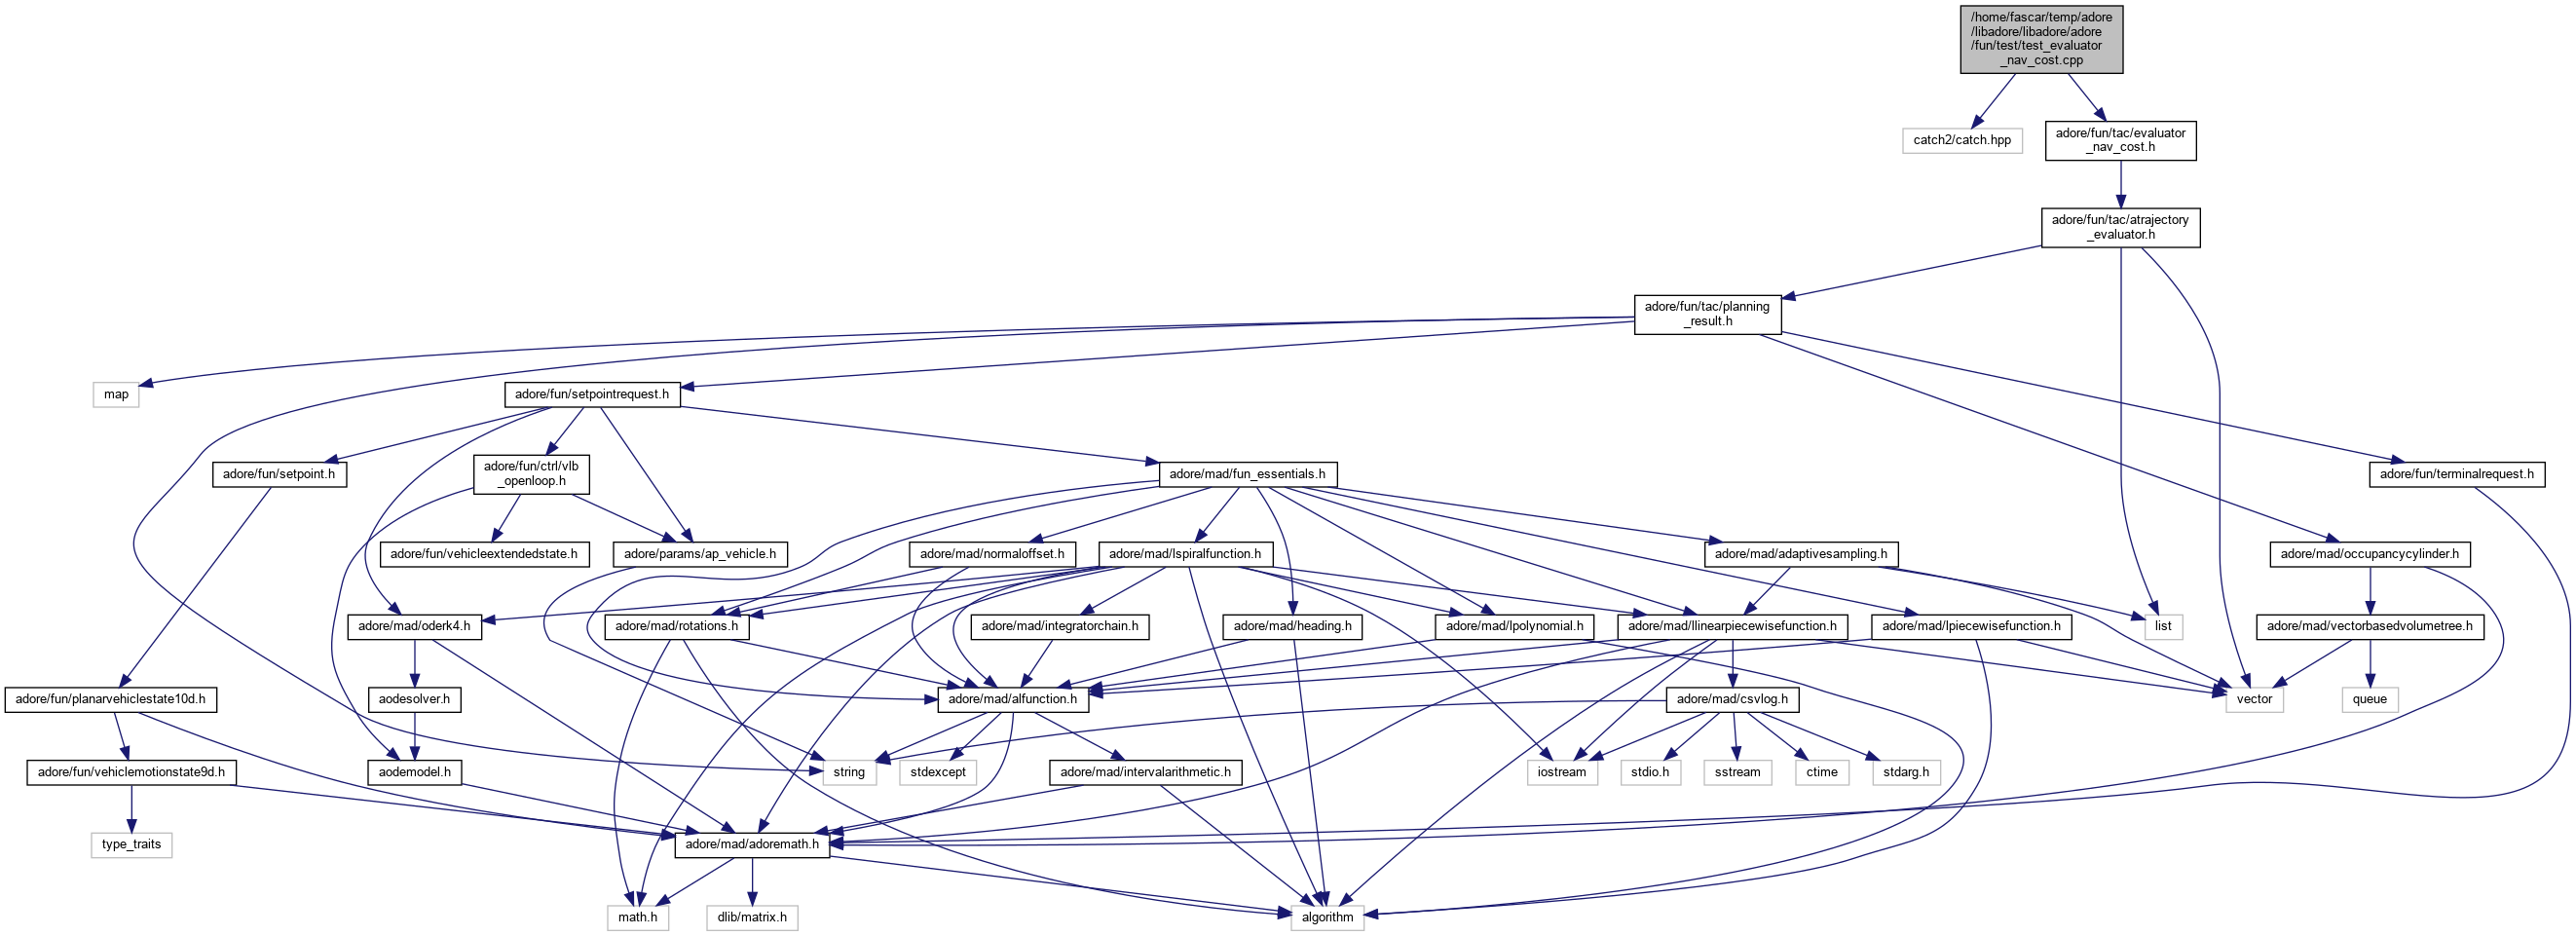 /home/fascar/temp/adore
/libadore/libadore/adore
/fun/test/test_evaluator
_nav_cost.cpp
catch2/catch.hpp
adore/fun/tac/evaluator
_nav_cost.h
adore/fun/tac/atrajectory
_evaluator.h
adore/fun/tac/planning
_result.h
map
adore/fun/setpointrequest.h
adore/fun/setpoint.h
adore/fun/ctrl/vlb
_openloop.h
adore/mad/fun_essentials.h
adore/fun/terminalrequest.h
adore/fun/vehicleextendedstate.h
adore/params/ap_vehicle.h
adore/mad/normaloffset.h
adore/mad/lspiralfunction.h
adore/mad/adaptivesampling.h
adore/mad/occupancycylinder.h
adore/mad/oderk4.h
adore/mad/rotations.h
adore/mad/integratorchain.h
adore/mad/heading.h
adore/mad/lpolynomial.h
adore/mad/llinearpiecewisefunction.h
adore/mad/lpiecewisefunction.h
list
adore/mad/vectorbasedvolumetree.h
adore/fun/planarvehiclestate10d.h
aodesolver.h
adore/mad/alfunction.h
adore/mad/csvlog.h
vector
queue
adore/fun/vehiclemotionstate9d.h
aodemodel.h
string
stdexcept
adore/mad/intervalarithmetic.h
iostream
stdio.h
sstream
ctime
stdarg.h
type_traits
adore/mad/adoremath.h
math.h
dlib/matrix.h
algorithm